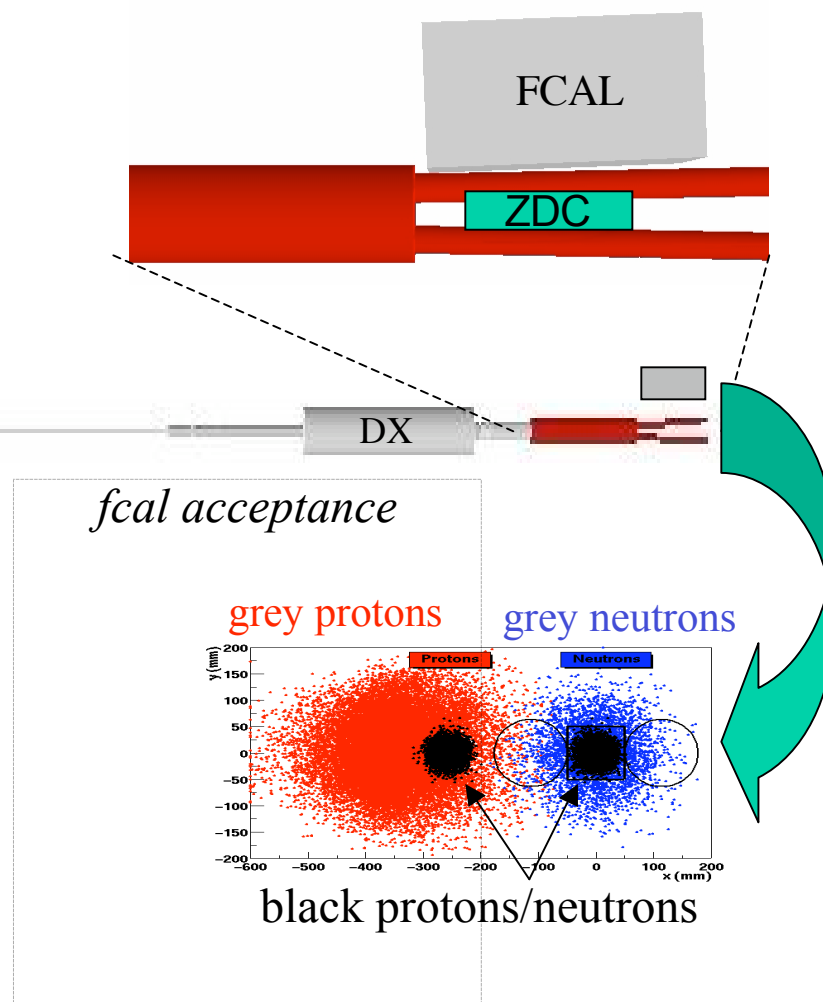 FCAL
ZDC
DX
fcal acceptance
grey protons
grey neutrons
Protons
Neutrons
y (mm)
200
150
100
50
0
−50
−100
−150
−200
−600
−500
−400
−300
−200
−100
0
100
200
x (mm)
black protons/neutrons